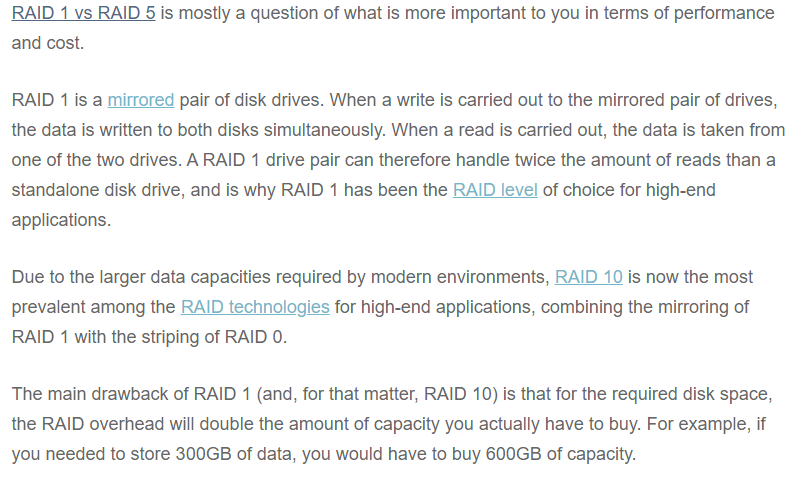 RAID 1 vs RAID 5 is mostly a question of what is more important to you in terms of performance
and cost.
RAID 1 is a mirrored pair of disk drives. When a write is carried out to the mirrored pair of drives,
the data is written to both disks simultaneously. When a read is carried out, the data is taken from
one of the two drives. A RAID 1 drive pair can therefore handle twice the amount of reads than a
standalone disk drive, and is why RAID 1 has been the RAID level of choice for high-end
applications.
Due to the larger data capacities required by modern environments, RAID 10 is now the most
prevalent among the RAID technologies for high-end applications, combining the mirroring of
RAID 1 with the striping of RAID 0.
The main drawback of RAID 1 (and, for that matter, RAID 10) is that for the required disk space,
the RAID overhead will double the amount of capacity you actually have to buy. For example, if
you needed to store 300GB of data, you would have to buy 600GB of capacity.